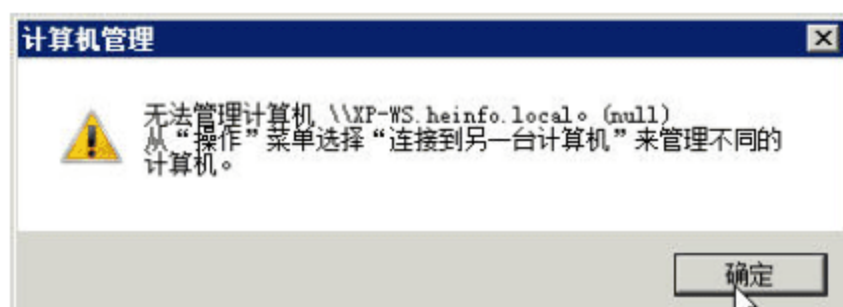 计算机管理
无法管理计算机 \\XP-WS.heinfo.local。(null)
从“操作”菜单选择“连接到另一台计算机”来管理不同的
计算机。
确定